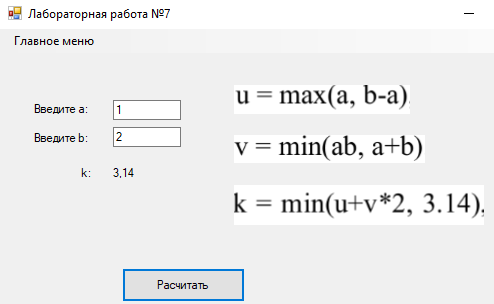 Лабораторная работа №7
Главное меню
Введите a: 1
Введите b: 2
k: 3,14
u = max(a, b-a)
v = min(ab, a+b)
k = min(u+v*2, 3.14),
Расчитать